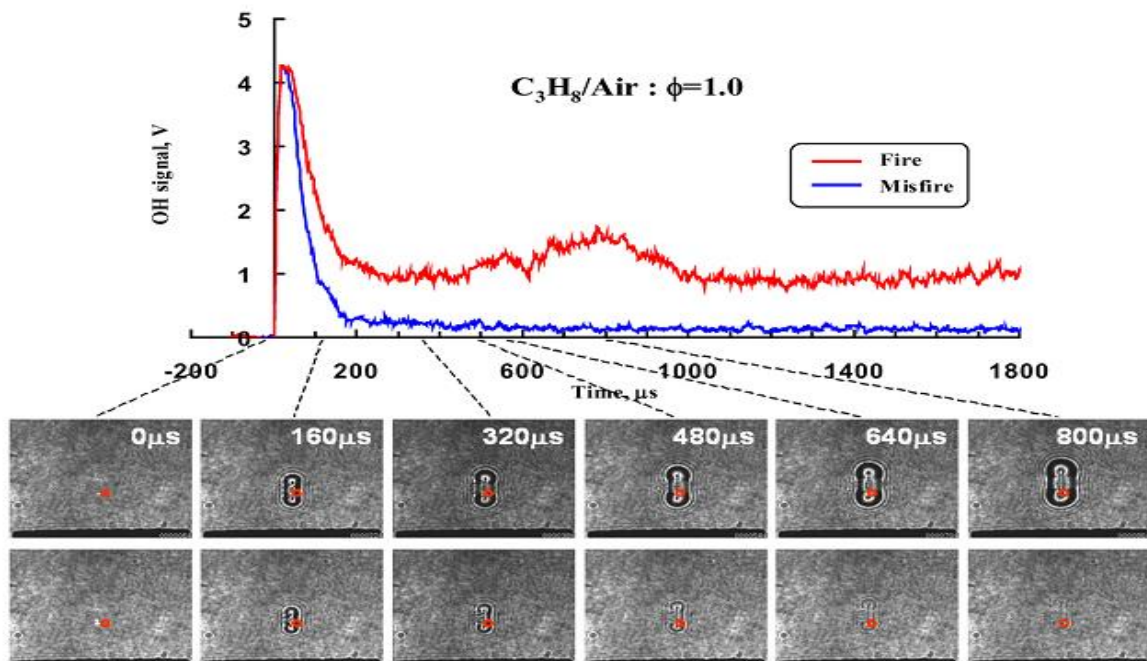 5
C₃H₈/Air : ϕ=1.0
4
OH signal, V
3
Fire
Misfire
2
1
0
-200 200 600 1000 1400 1800
Time, μs
0μs 160μs 320μs 480μs 640μs 800μs